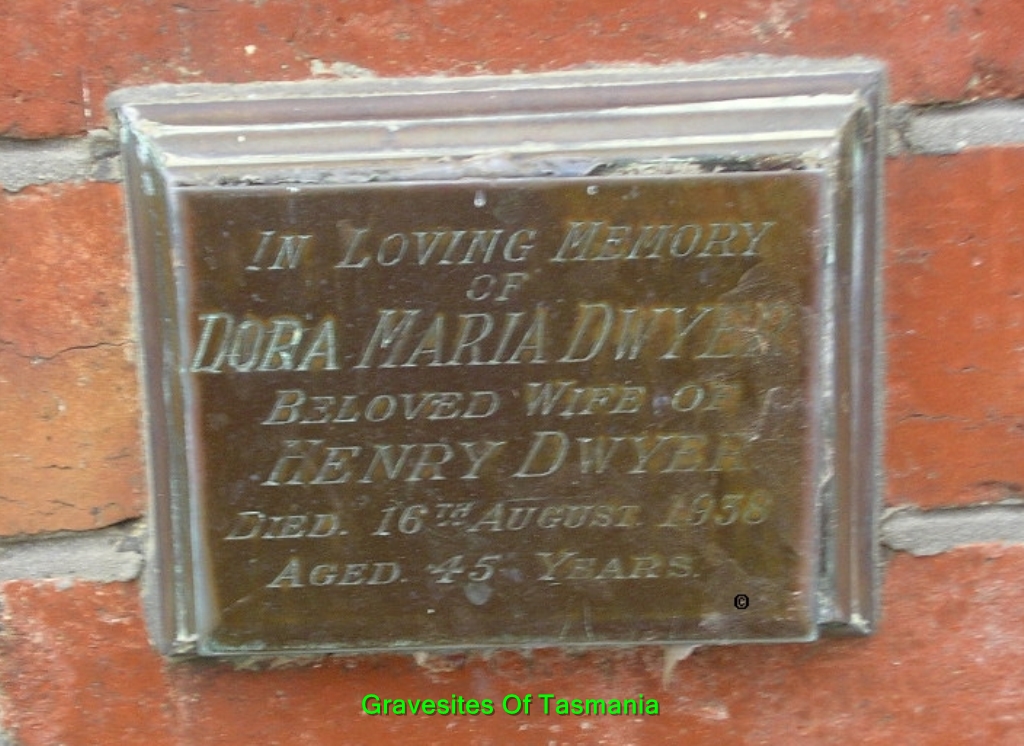 IN LOVING MEMORY
OF
DORA MARIA DWYER
BELOVED WIFE OF
HENRY DWYER
DIED. 16TH AUGUST. 1938
AGED. 45 YEARS.
©
Gravesites Of Tasmania